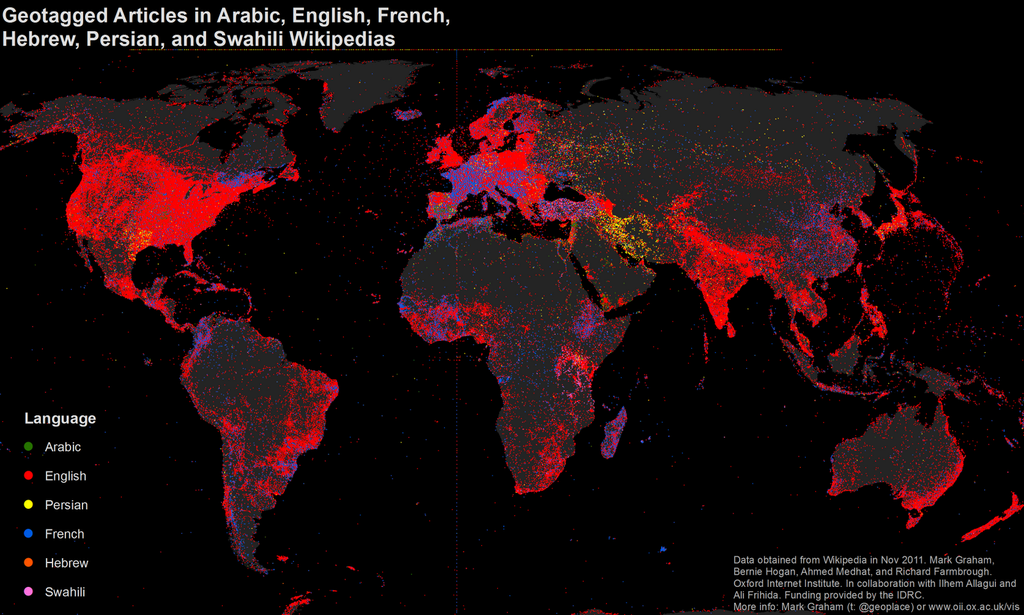 Geotagged Articles in Arabic, English, French,
Hebrew, Persian, and Swahili Wikipedias
Language
Arabic
English
Persian
French
Hebrew
Swahili
Data obtained from Wikipedia in Nov 2011. Mark Graham,
Bernie Hogan, Ahmed Medhat, and Richard Farmbrough.
Oxford Internet Institute. In collaboration with Ilhem Allagui and
Ali Frihida. Funding provided by the IDRC.
More info: Mark Graham (t: @geoplace) or www.oii.ox.ac.uk/vis